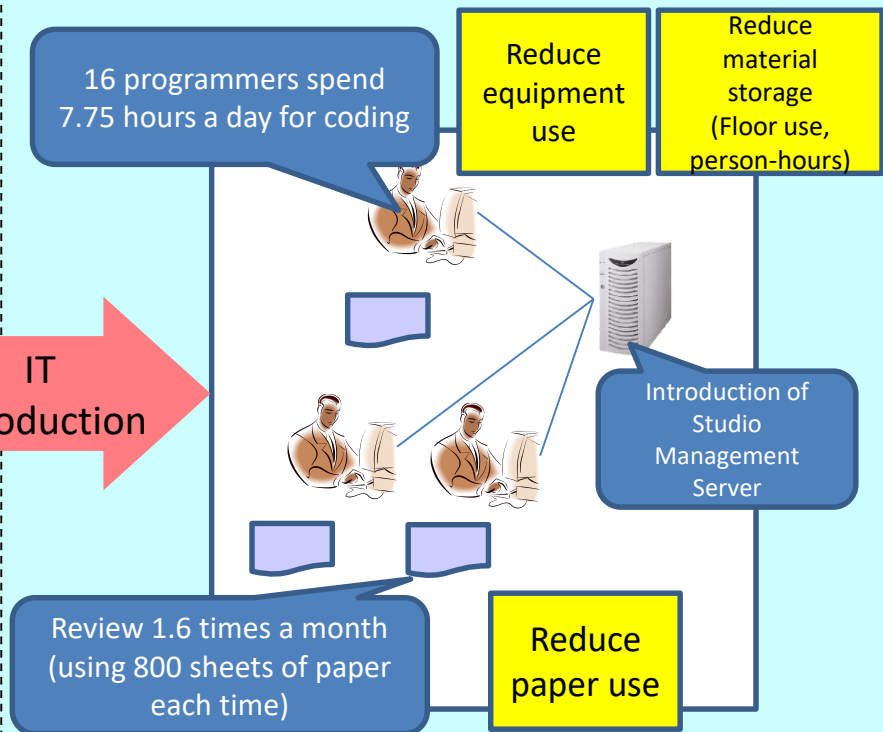 16 programmers spend
7.75 hours a day for coding
Reduce
equipment
use
Reduce
material
storage
(Floor use,
person-hours)
IT
oduction
Introduction of
Studio
Management
Server
Review 1.6 times a month
(using 800 sheets of paper
each time)
Reduce
paper use